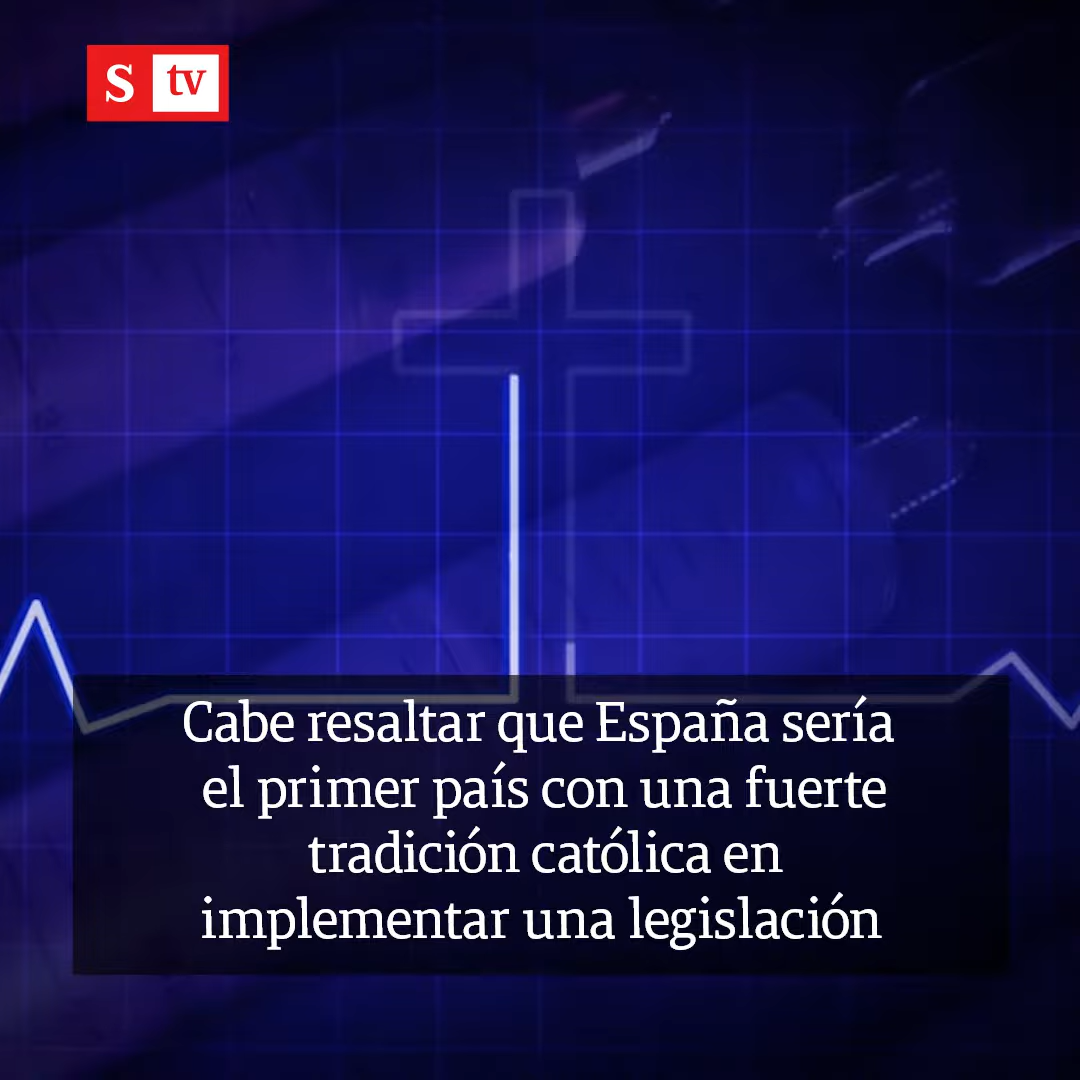 S tv
Cabe resaltar que España sería
el primer país con una fuerte
tradición católica en
implementar una legislación